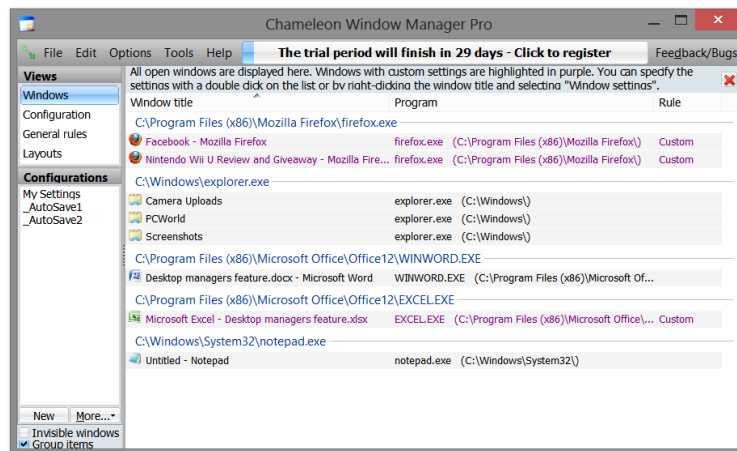 Chameleon Window Manager Pro
File Edit Options Tools Help The trial period will finish in 29 days - Click to register Feedback/Bugs
Views
Windows
Configuration
General rules
Layouts
Configurations
My Settings
_AutoSave1
_AutoSave2
New More...
Invisible windows
Group items
All open windows are displayed here. Windows with custom settings are highlighted in purple. You can specify the
settings with a double click on the list or by right-clicking the window title and selecting "Window settings".
Window title Program Rule
C:\Program Files (x86)\Mozilla Firefox\firefox.exe
Facebook - Mozilla Firefox firefox.exe (C:\Program Files (x86)\Mozilla Firefox\) Custom
Nintendo Wii U Review and Giveaway - Mozilla Fire... firefox.exe (C:\Program Files (x86)\Mozilla Firefox\) Custom
C:\Windows\explorer.exe
Camera Uploads explorer.exe (C:\Windows\)
PCWorld explorer.exe (C:\Windows\)
Screenshots explorer.exe (C:\Windows\)
C:\Program Files (x86)\Microsoft Office\Office12\WINWORD.EXE
Desktop managers feature.docx - Microsoft Word WINWORD.EXE (C:\Program Files (x86)\Microsoft Of...
C:\Program Files (x86)\Microsoft Office\Office12\EXCEL.EXE
Microsoft Excel - Desktop managers feature.xlsx EXCEL.EXE (C:\Program Files (x86)\Microsoft Office\... Custom
C:\Windows\System32\notepad.exe
Untitled - Notepad notepad.exe (C:\Windows\System32\)